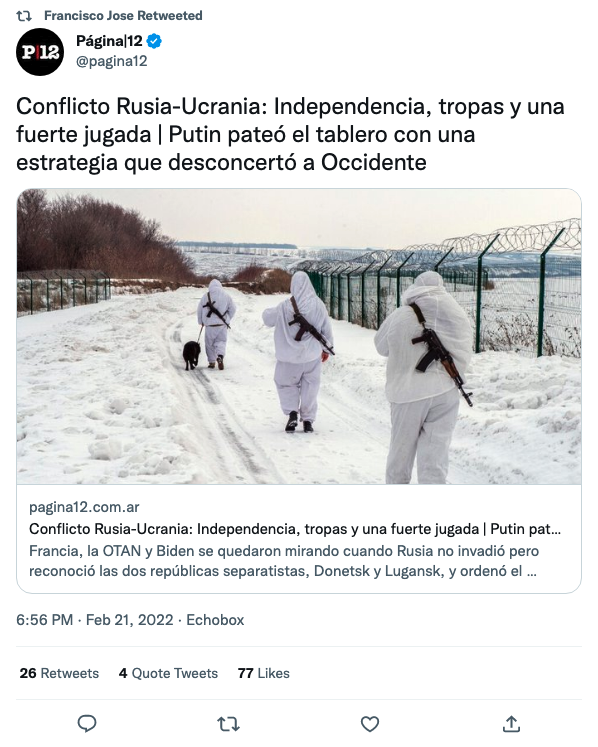 Francisco Jose Retweeted
P|12
Página|12
@pagina12
Conflicto Rusia-Ucrania: Independencia, tropas y una
fuerte jugada | Putin pateó el tablero con una
estrategia que desconcertó a Occidente
pagina12.com.ar
Conflicto Rusia-Ucrania: Independencia, tropas y una fuerte jugada | Putin pat...
Francia, la OTAN y Biden se quedaron mirando cuando Rusia no invadió pero
reconoció las dos repúblicas separatistas, Donetsk y Lugansk, y ordenó el ...
6:56 PM · Feb 21, 2022 · Echobox
26 Retweets 4 Quote Tweets 77 Likes